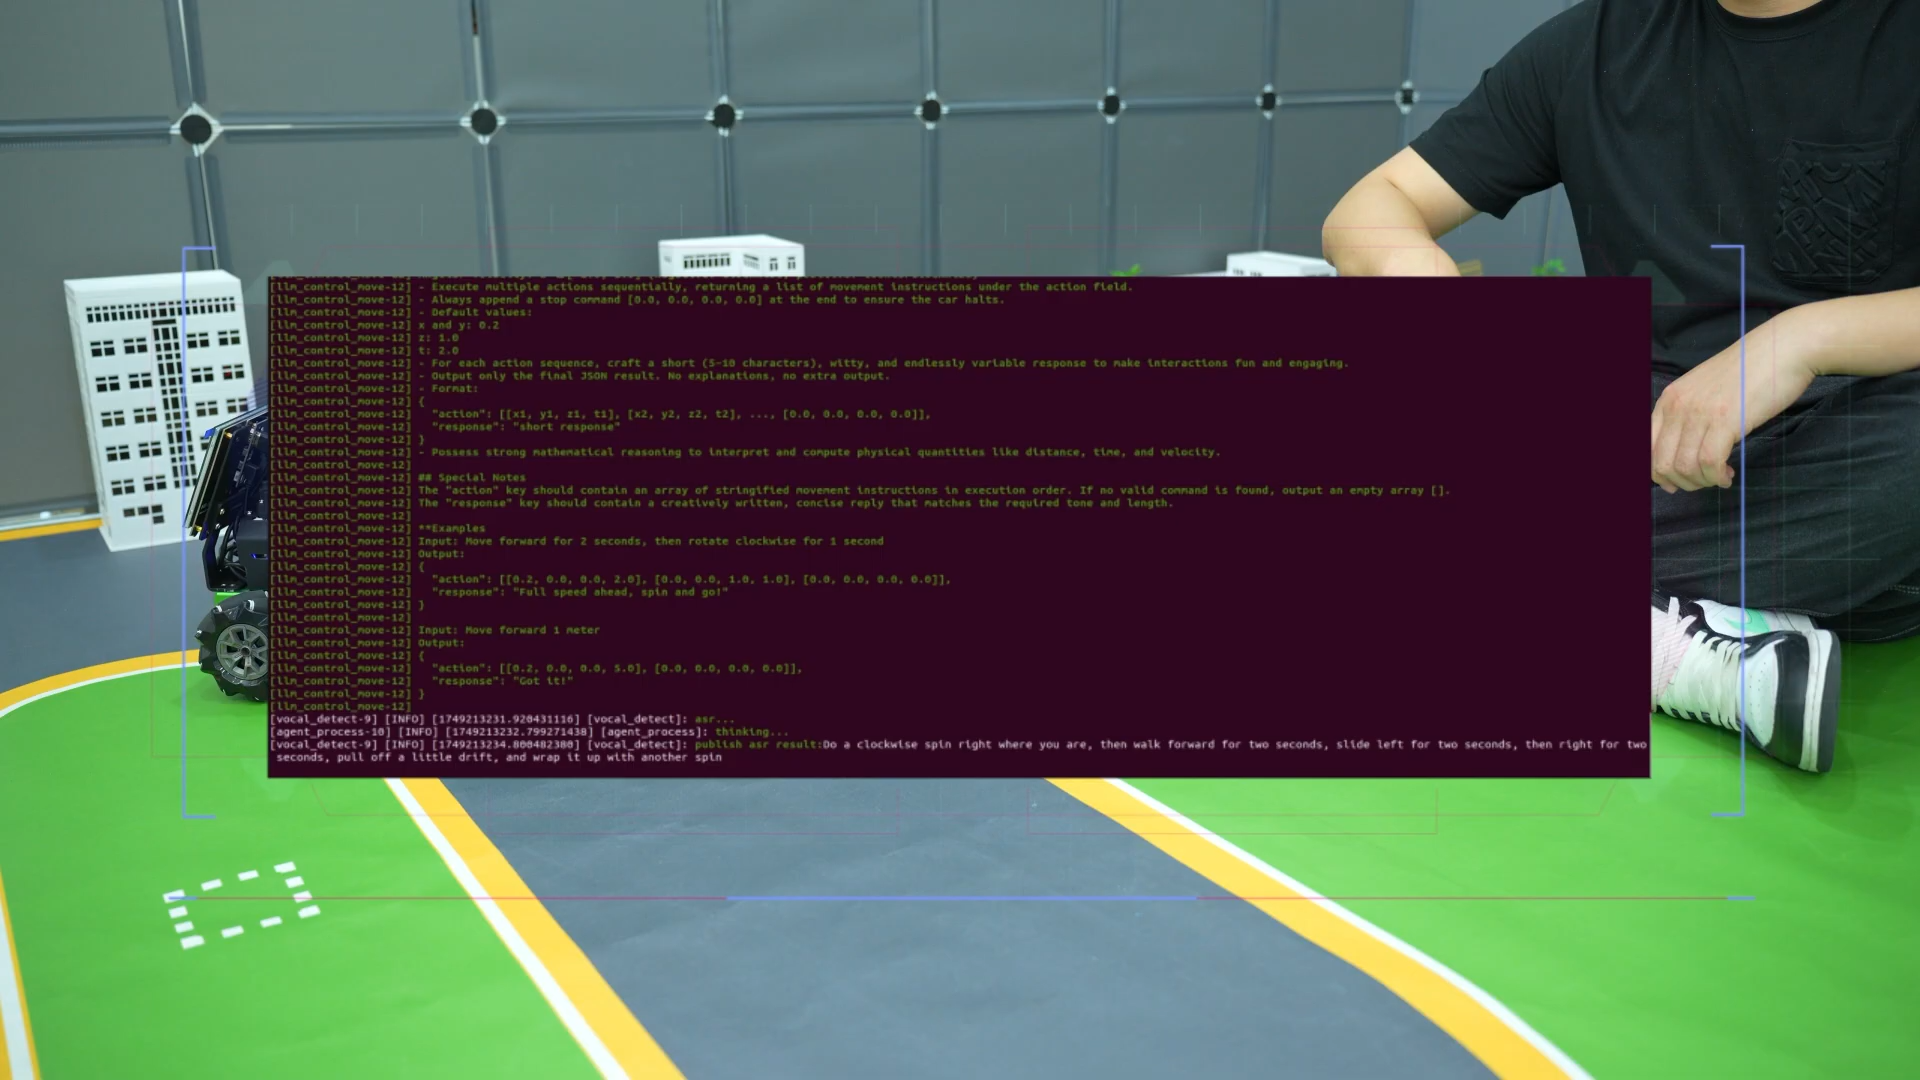 [llm_control_move-12] - Execute multiple actions sequentially, returning a list of movement instructions under the action field.
[llm_control_move-12] - Always append a stop command [0.0, 0.0, 0.0, 0.0] at the end to ensure the car halts.
[llm_control_move-12] - Default values:
[llm_control_move-12] x and y: 0.2
[llm_control_move-12] z: 1.0
[llm_control_move-12] t: 2.0
[llm_control_move-12] - For each action sequence, craft a short (5-10 characters), witty, and endlessly variable response to make interactions fun and engaging.
[llm_control_move-12] - Output only the final JSON result. No explanations, no extra output.
[llm_control_move-12] - Format:
[llm_control_move-12] {
[llm_control_move-12]   "action": [[x1, y1, z1, t1], [x2, y2, z2, t2], ..., [0.0, 0.0, 0.0, 0.0]],
[llm_control_move-12]   "response": "short response"
[llm_control_move-12] }
[llm_control_move-12] - Possess strong mathematical reasoning to interpret and compute physical quantities like distance, time, and velocity.
[llm_control_move-12]
[llm_control_move-12] ## Special Notes
[llm_control_move-12] The "action" key should contain an array of stringified movement instructions in execution order. If no valid command is found, output an empty array [].
[llm_control_move-12] The "response" key should contain a creatively written, concise reply that matches the required tone and length.
[llm_control_move-12]
[llm_control_move-12] **Examples
[llm_control_move-12] Input: Move forward for 2 seconds, then rotate clockwise for 1 second
[llm_control_move-12] Output:
[llm_control_move-12] {
[llm_control_move-12]   "action": [[0.2, 0.0, 0.0, 2.0], [0.0, 0.0, 1.0, 1.0], [0.0, 0.0, 0.0, 0.0]],
[llm_control_move-12]   "response": "Full speed ahead, spin and go!"
[llm_control_move-12] }
[llm_control_move-12]
[llm_control_move-12] Input: Move forward 1 meter
[llm_control_move-12] Output:
[llm_control_move-12] {
[llm_control_move-12]   "action": [[0.2, 0.0, 0.0, 5.0], [0.0, 0.0, 0.0, 0.0]],
[llm_control_move-12]   "response": "Got it!"
[llm_control_move-12] }
[llm_control_move-12]
[vocal_detect-9] [INFO] [1749213231.920431116] [vocal_detect]: asr...
[agent_process-10] [INFO] [1749213232.799271438] [agent_process]: thinking...
[vocal_detect-9] [INFO] [1749213234.800482380] [vocal_detect]: publish asr result:Do a clockwise spin right where you are, then walk forward for two seconds, slide left for two seconds, then right for two
seconds, pull off a little drift, and wrap it up with another spin